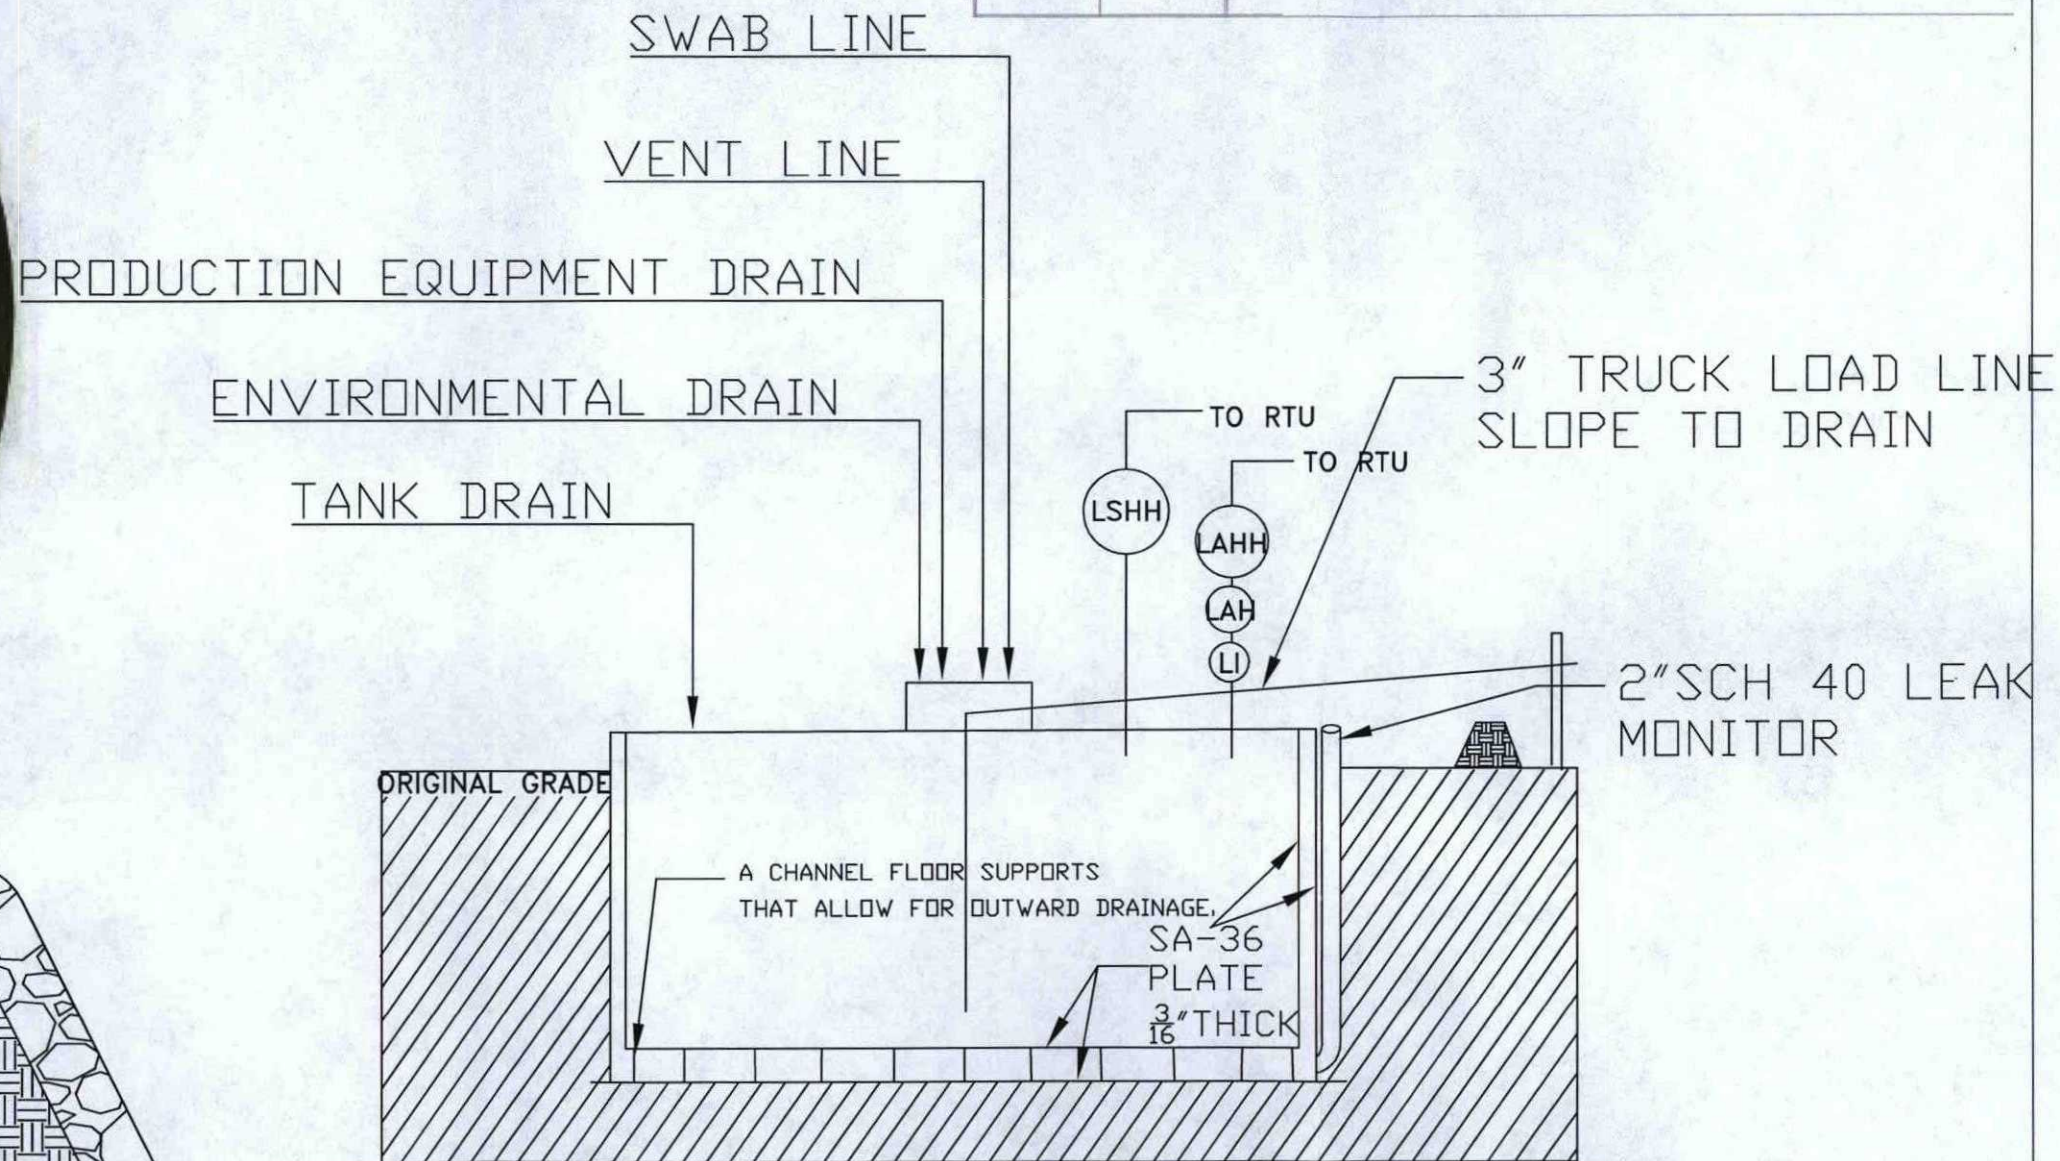 SWAB LINE
VENT LINE
PRODUCTION EQUIPMENT DRAIN
ENVIRONMENTAL DRAIN
TANK DRAIN
TO RTU
TO RTU
3" TRUCK LOAD LINE
SLOPE TO DRAIN
LSHH
LAHH
LAH
LI
2"SCH 40 LEAK
MONITOR
ORIGINAL GRADE
A CHANNEL FLOOR SUPPORTS
THAT ALLOW FOR OUTWARD DRAINAGE.
SA-36
PLATE
3/16"THICK